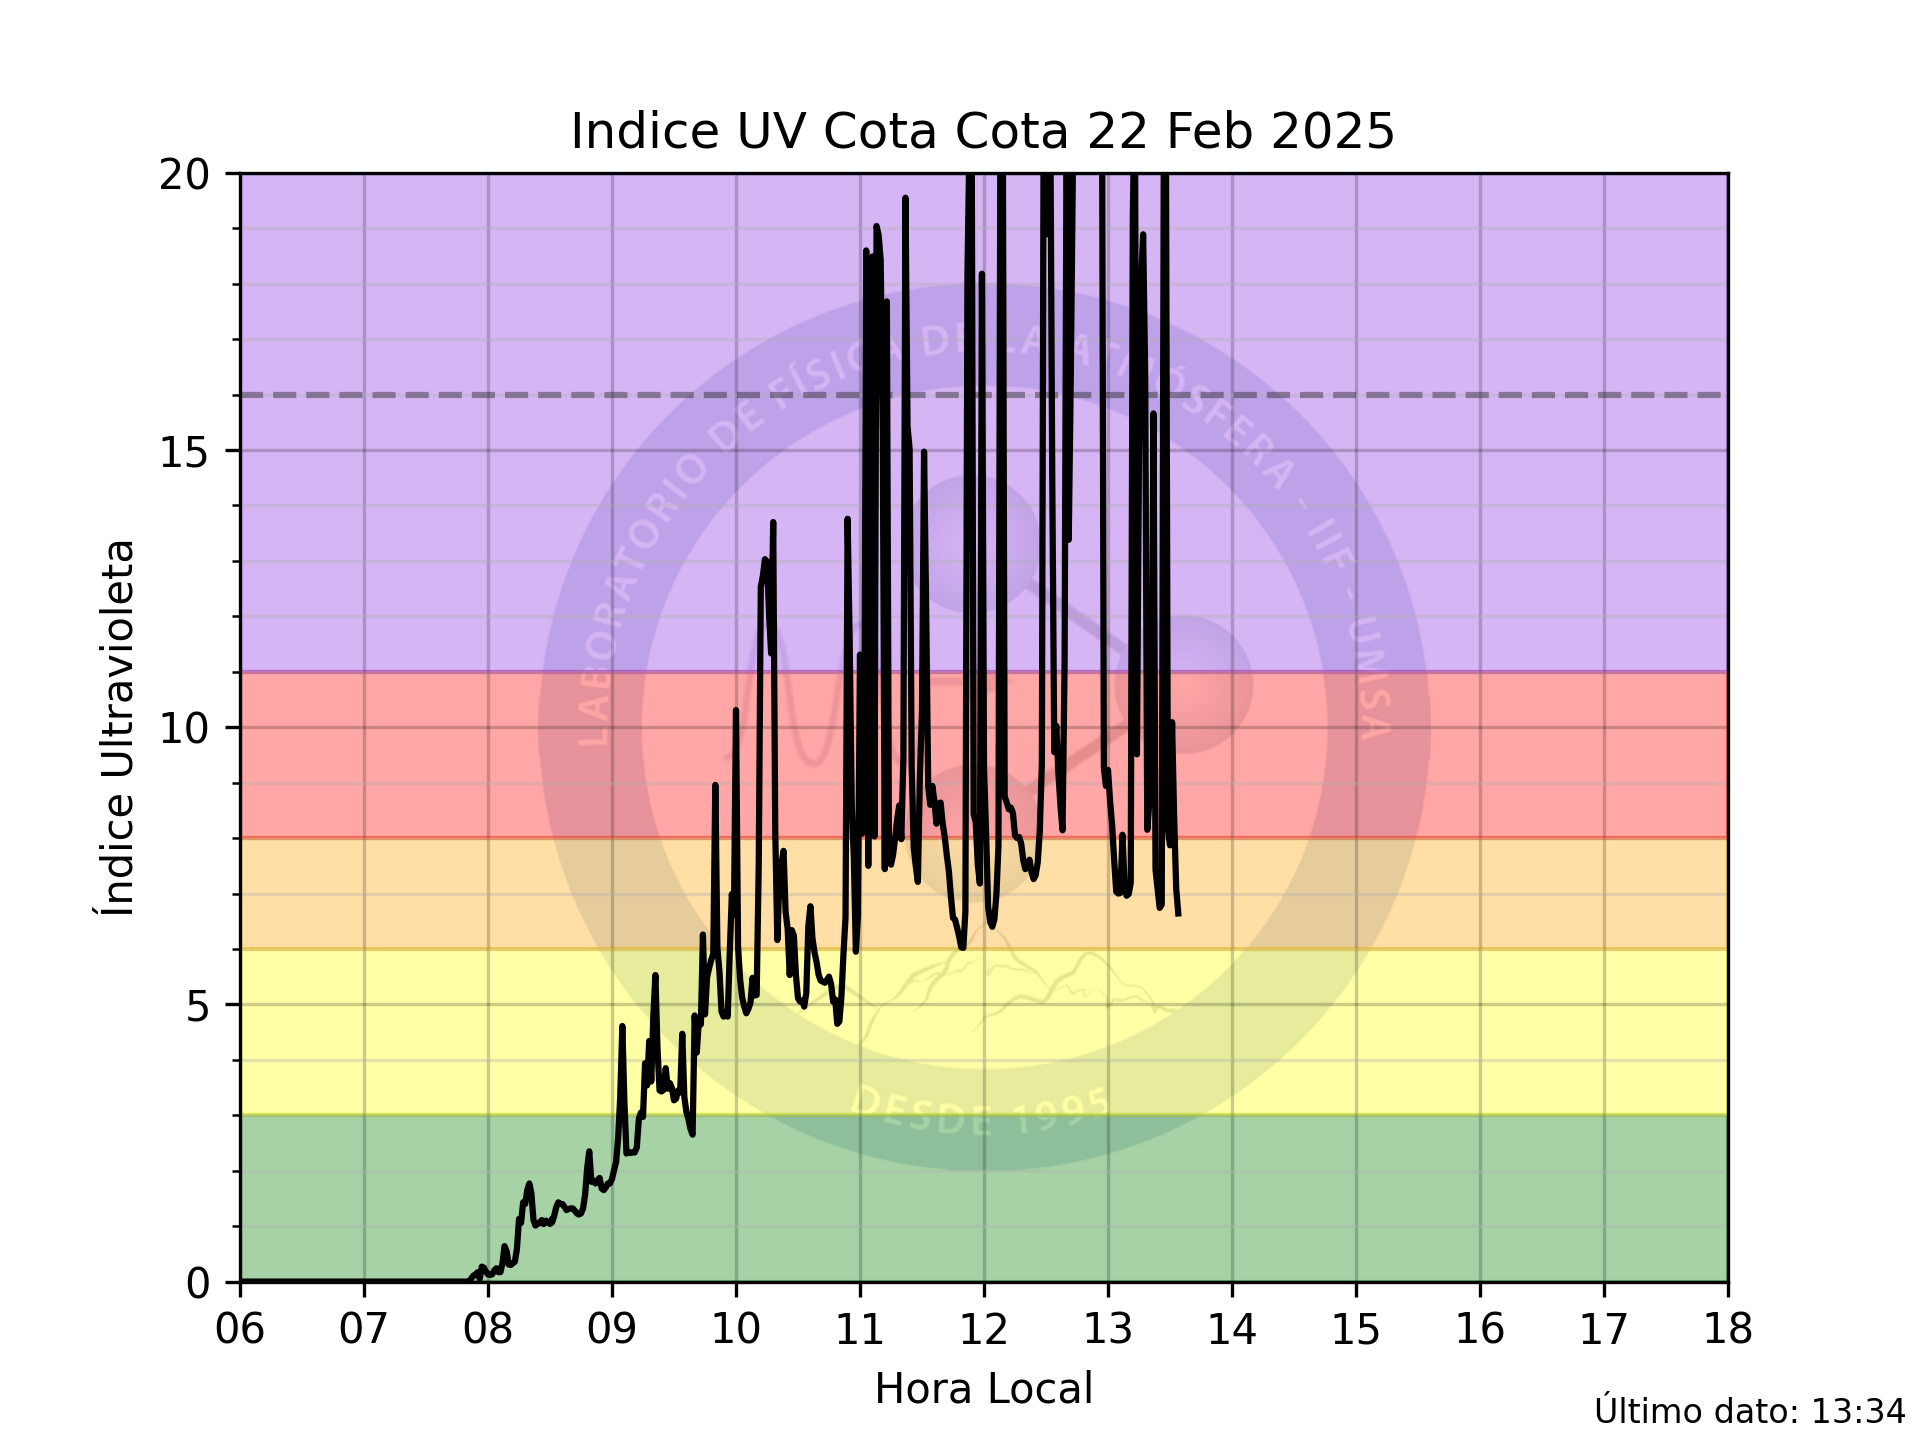 Indice UV Cota Cota 22 Feb 2025
20
15
10
5
0
Índice Ultravioleta
LABORATORIO DE FÍSICA DE LA ATMÓSFERA - IIF - UMSA
DESDE 1995
06 07 08 09 10 11 12 13 14 15 16 17 18
Hora Local
Último dato: 13:34